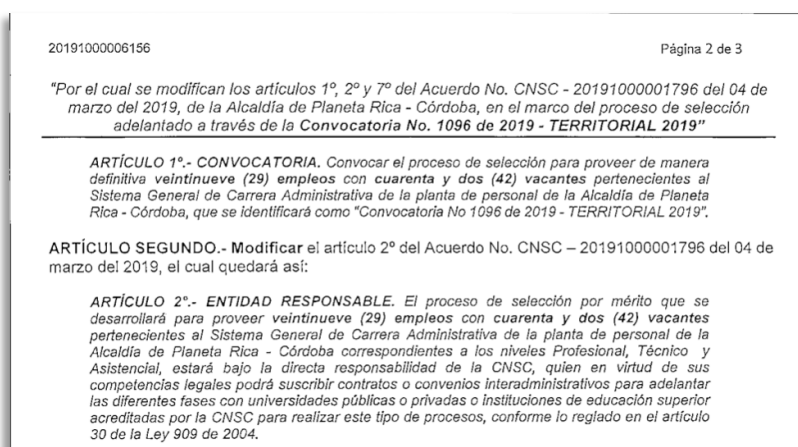 20191000006156
Página 2 de 3
"Por el cual se modifican los artículos 1º, 2º y 7º del Acuerdo No. CNSC - 20191000001796 del 04 de
marzo del 2019, de la Alcaldía de Planeta Rica - Córdoba, en el marco del proceso de selección
adelantado a través de la Convocatoria No. 1096 de 2019 - TERRITORIAL 2019"
ARTÍCULO 1º.- CONVOCATORIA. Convocar el proceso de selección para proveer de manera
definitiva veintinueve (29) empleos con cuarenta y dos (42) vacantes pertenecientes al
Sistema General de Carrera Administrativa de la planta de personal de la Alcaldía de Planeta
Rica - Córdoba, que se identificará como "Convocatoria No 1096 de 2019 - TERRITORIAL 2019".
ARTÍCULO SEGUNDO.- Modificar el artículo 2º del Acuerdo No. CNSC – 20191000001796 del 04 de
marzo del 2019, el cual quedará así:
ARTÍCULO 2º.- ENTIDAD RESPONSABLE. El proceso de selección por mérito que se
desarrollará para proveer veintinueve (29) empleos con cuarenta y dos (42) vacantes
pertenecientes al Sistema General de Carrera Administrativa de la planta de personal de la
Alcaldía de Planeta Rica - Córdoba correspondientes a los niveles Profesional, Técnico y
Asistencial, estará bajo la directa responsabilidad de la CNSC, quien en virtud de sus
competencias legales podrá suscribir contratos o convenios interadministrativos para adelantar
las diferentes fases con universidades públicas o privadas o instituciones de educación superior
acreditadas por la CNSC para realizar este tipo de procesos, conforme lo reglado en el artículo
30 de la Ley 909 de 2004.